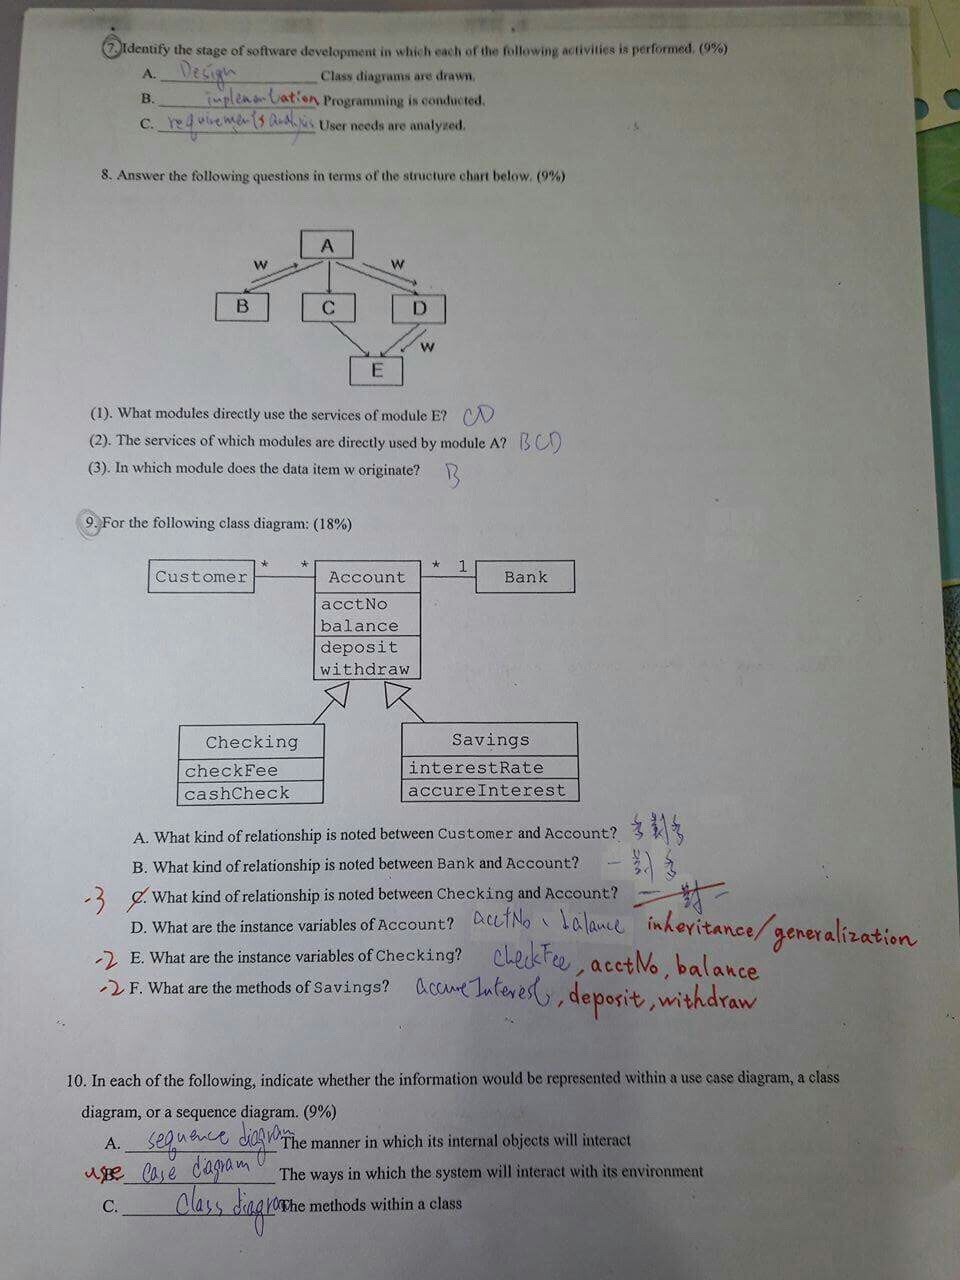 7. Identify the stage of software development in which each of the following activities is performed. (9%)
A. Design Class diagrams are drawn.
B. implementation Programming is conducted.
C. requirements analysis User needs are analyzed.
8. Answer the following questions in terms of the structure chart below. (9%)
A
w w
B C D
w
E
(1). What modules directly use the services of module E? CD
(2). The services of which modules are directly used by module A? BCD
(3). In which module does the data item w originate? B
9. For the following class diagram: (18%)
Customer * * Account * 1 Bank
acctNo
balance
deposit
withdraw
Checking Savings
checkFee interestRate
cashCheck accureInterest
A. What kind of relationship is noted between Customer and Account? 多對多
B. What kind of relationship is noted between Bank and Account? 一對多
-3 C. What kind of relationship is noted between Checking and Account? 一對一
D. What are the instance variables of Account? acctNo、balance inheritance/generalization
-2 E. What are the instance variables of Checking? checkFee, acctNo, balance
-2 F. What are the methods of Savings? accureInterest, deposit, withdraw
10. In each of the following, indicate whether the information would be represented within a use case diagram, a class
diagram, or a sequence diagram. (9%)
A. sequence diagram The manner in which its internal objects will interact
B. use case diagram The ways in which the system will interact with its environment
C. Class diagram The methods within a class